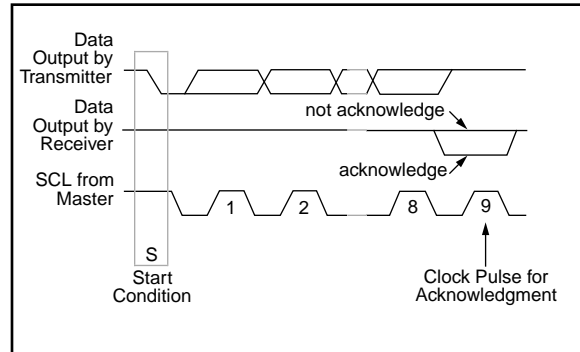 Data
Output by
Transmitter
Data
Output by
Receiver
not acknowledge
acknowledge
SCL from
Master
1
2
8
9
S
Start
Condition
Clock Pulse for
Acknowledgment